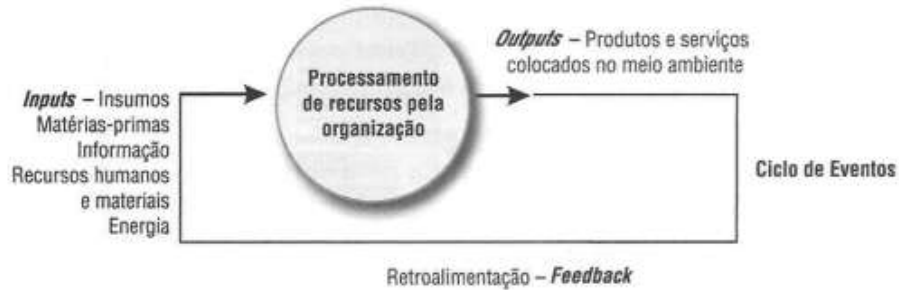 Inputs – Insumos
Matérias-primas
Informação
Recursos humanos
e materiais
Energia
Processamento
de recursos pela
organização
Outputs – Produtos e serviços
colocados no meio ambiente
Ciclo de Eventos
Retroalimentação – Feedback